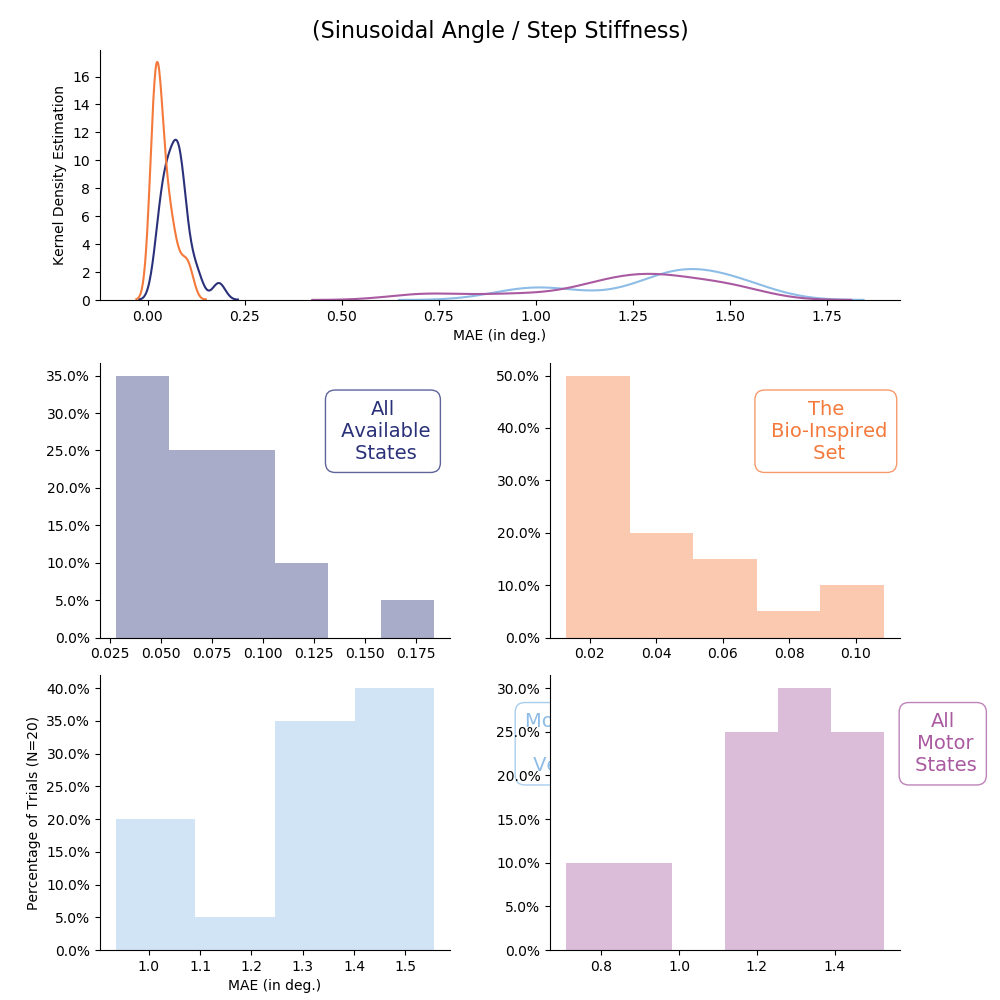 (Sinusoidal Angle / Step Stiffness)
Kernel Density Estimation
16
14
12
10
8
6
4
2
0
0.00 0.25 0.50 0.75 1.00 1.25 1.50 1.75
MAE (in deg.)
35.0%
30.0%
25.0%
20.0%
15.0%
10.0%
5.0%
0.0%
0.025 0.050 0.075 0.100 0.125 0.150 0.175
All
Available
States
50.0%
40.0%
30.0%
20.0%
10.0%
0.0%
0.02 0.04 0.06 0.08 0.10
The
Bio-Inspired
Set
Percentage of Trials (N=20)
40.0%
35.0%
30.0%
25.0%
20.0%
15.0%
10.0%
5.0%
0.0%
1.0 1.1 1.2 1.3 1.4 1.5
MAE (in deg.)
30.0%
25.0%
20.0%
15.0%
10.0%
5.0%
0.0%
0.8 1.0 1.2 1.4
All
Motor
States